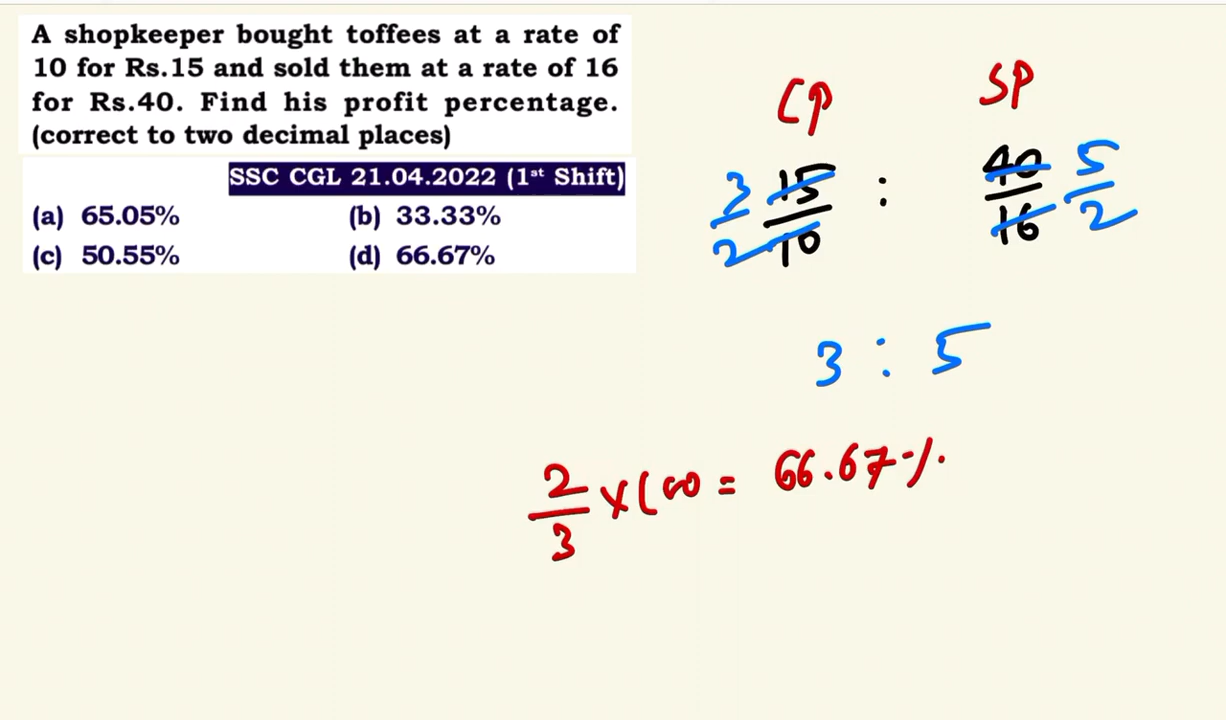 A shopkeeper bought toffees at a rate of
10 for Rs.15 and sold them at a rate of 16
for Rs.40. Find his profit percentage.
(correct to two decimal places)
SSC CGL 21.04.2022 (1st Shift)
(a) 65.05% (b) 33.33%
(c) 50.55% (d) 66.67%
CP SP
3/2 15/10 : 40/16 5/2
3 : 5
2/3 x 100 = 66.67%